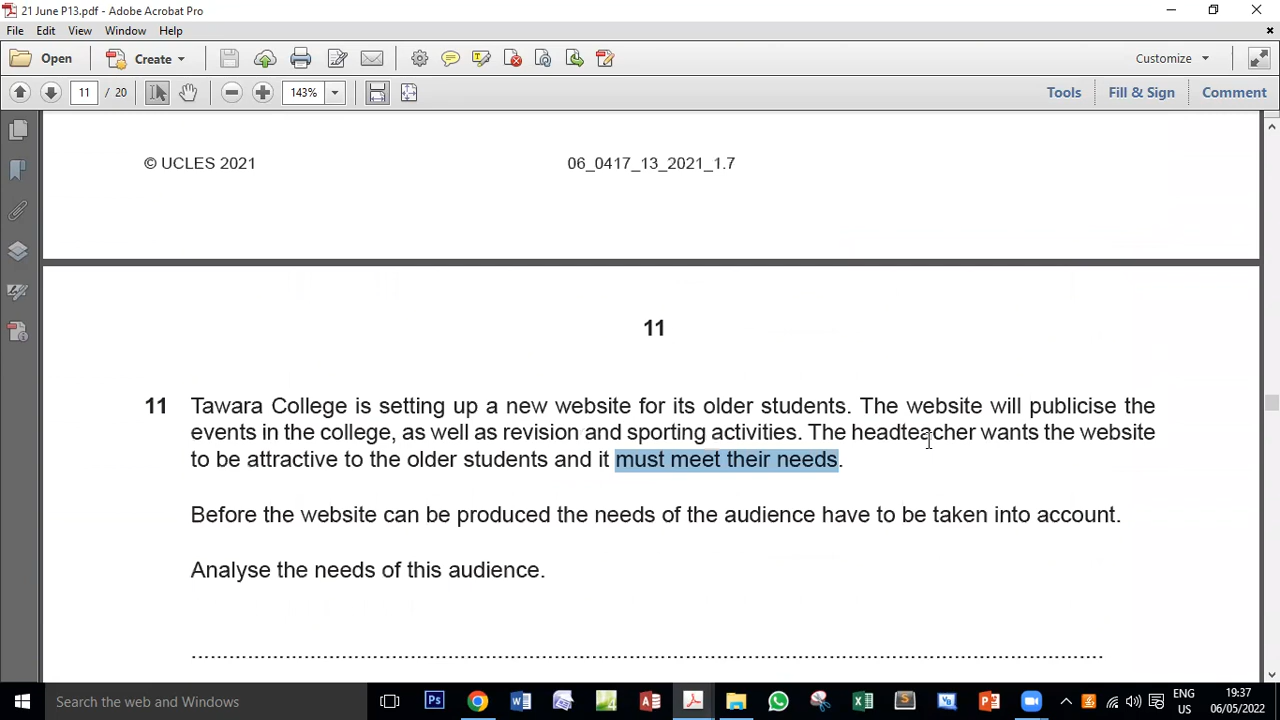 21 June P13.pdf - Adobe Acrobat Pro
File Edit View Window Help
Open Create Customize
11 / 20 143% Tools Fill & Sign Comment
© UCLES 2021 06_0417_13_2021_1.7
11
11 Tawara College is setting up a new website for its older students. The website will publicise the
events in the college, as well as revision and sporting activities. The headteacher wants the website
to be attractive to the older students and it must meet their needs.
Before the website can be produced the needs of the audience have to be taken into account.
Analyse the needs of this audience.
Search the web and Windows
ENG
US
19:37
06/05/2022